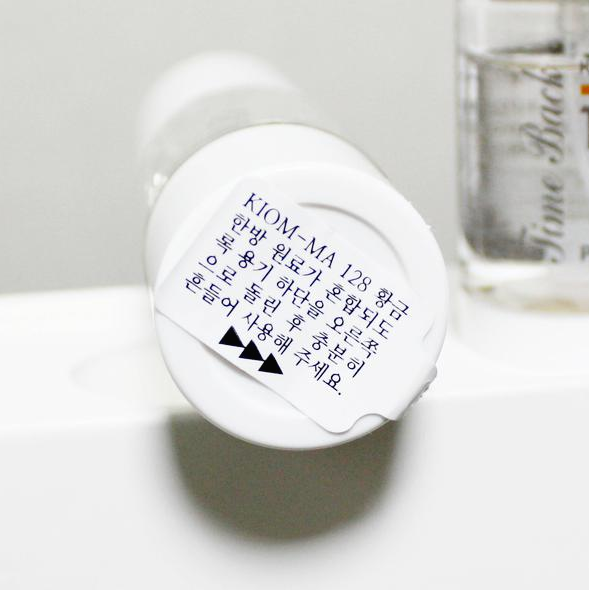 KIOM-MA 128 황금
한방 원료가 혼합되도
록 용기 하단을 오른쪽
으로 돌린 후 충분히
흔들어 사용해 주세요.
Time Back